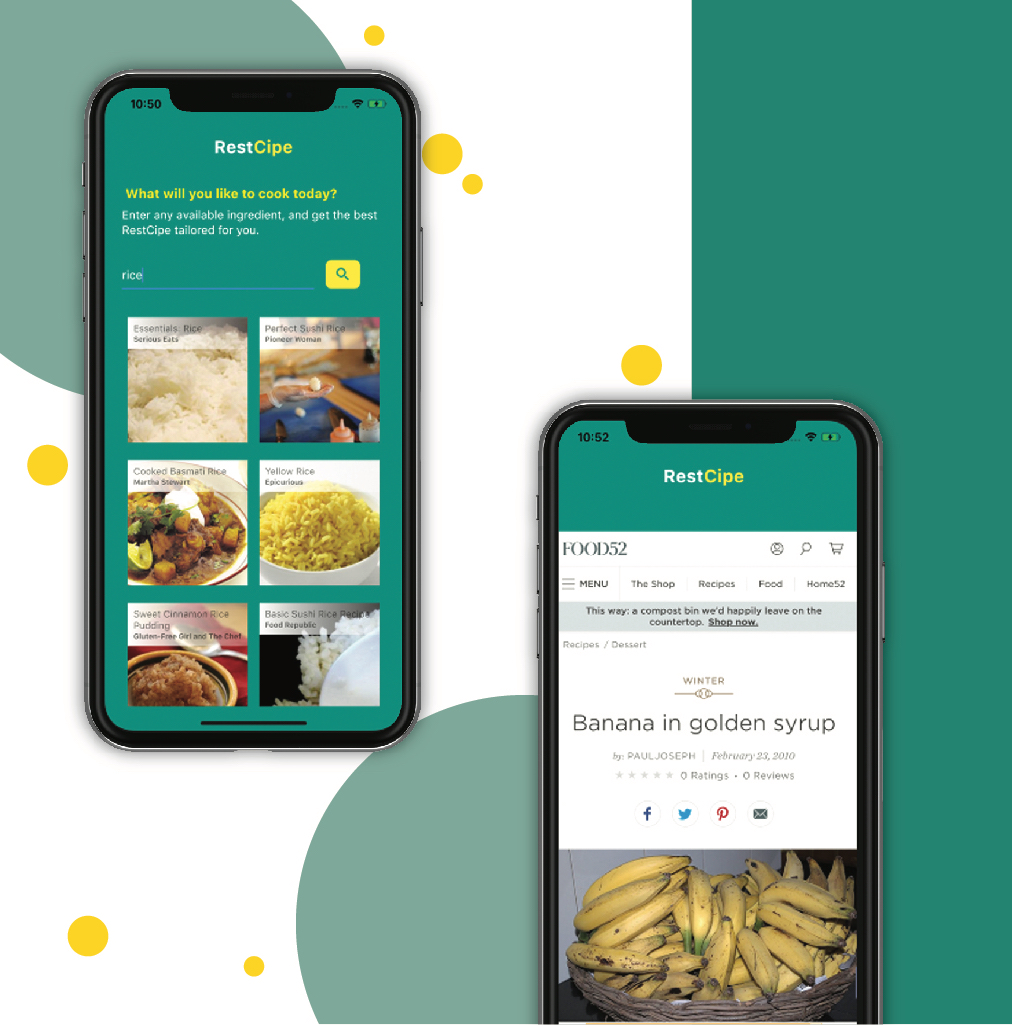 10:50
RestCipe
What will you like to cook today?
Enter any available ingredient, and get the best
RestCipe tailored for you.
rice
Essentials: Rice
Serious Eats
Perfect Sushi Rice
Pioneer Woman
Cooked Basmati Rice
Martha Stewart
Yellow Rice
Epicurious
Sweet Cinnamon Rice
Pudding
Gluten-Free Girl and The Chef
Basic Sushi Rice Recipe
Food Republic
10:52
RestCipe
FOOD52
MENU
The Shop
Recipes
Food
Home52
This way: a compost bin we'd happily leave on the
countertop. Shop now.
Recipes / Dessert
WINTER
Banana in golden syrup
by: PAULJOSEPH | February 23, 2010
0 Ratings • 0 Reviews